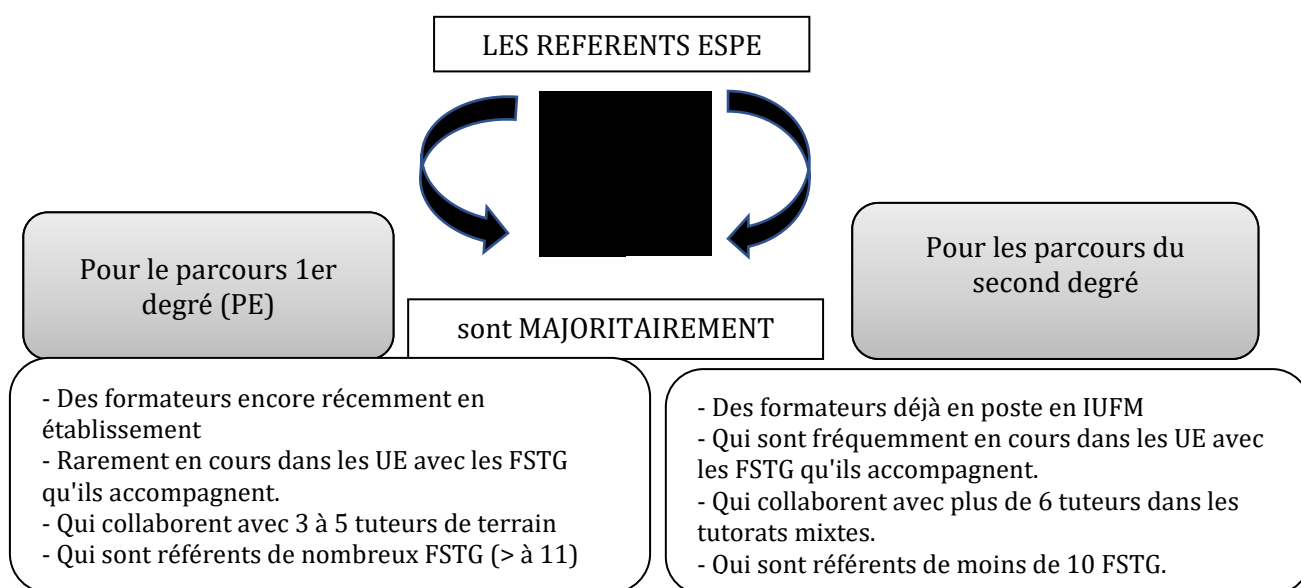 LES REFERENTS ESPE
Pour le parcours 1er
degré (PE)
Pour les parcours du
second degré
sont MAJORITAIREMENT
- Des formateurs encore récemment en
établissement
- Rarement en cours dans les UE avec les FSTG
qu'ils accompagnent.
- Qui collaborent avec 3 à 5 tuteurs de terrain
- Qui sont référents de nombreux FSTG (> à 11)
- Des formateurs déjà en poste en IUFM
- Qui sont fréquemment en cours dans les UE avec
les FSTG qu'ils accompagnent.
- Qui collaborent avec plus de 6 tuteurs dans les
tutorats mixtes.
- Qui sont référents de moins de 10 FSTG.